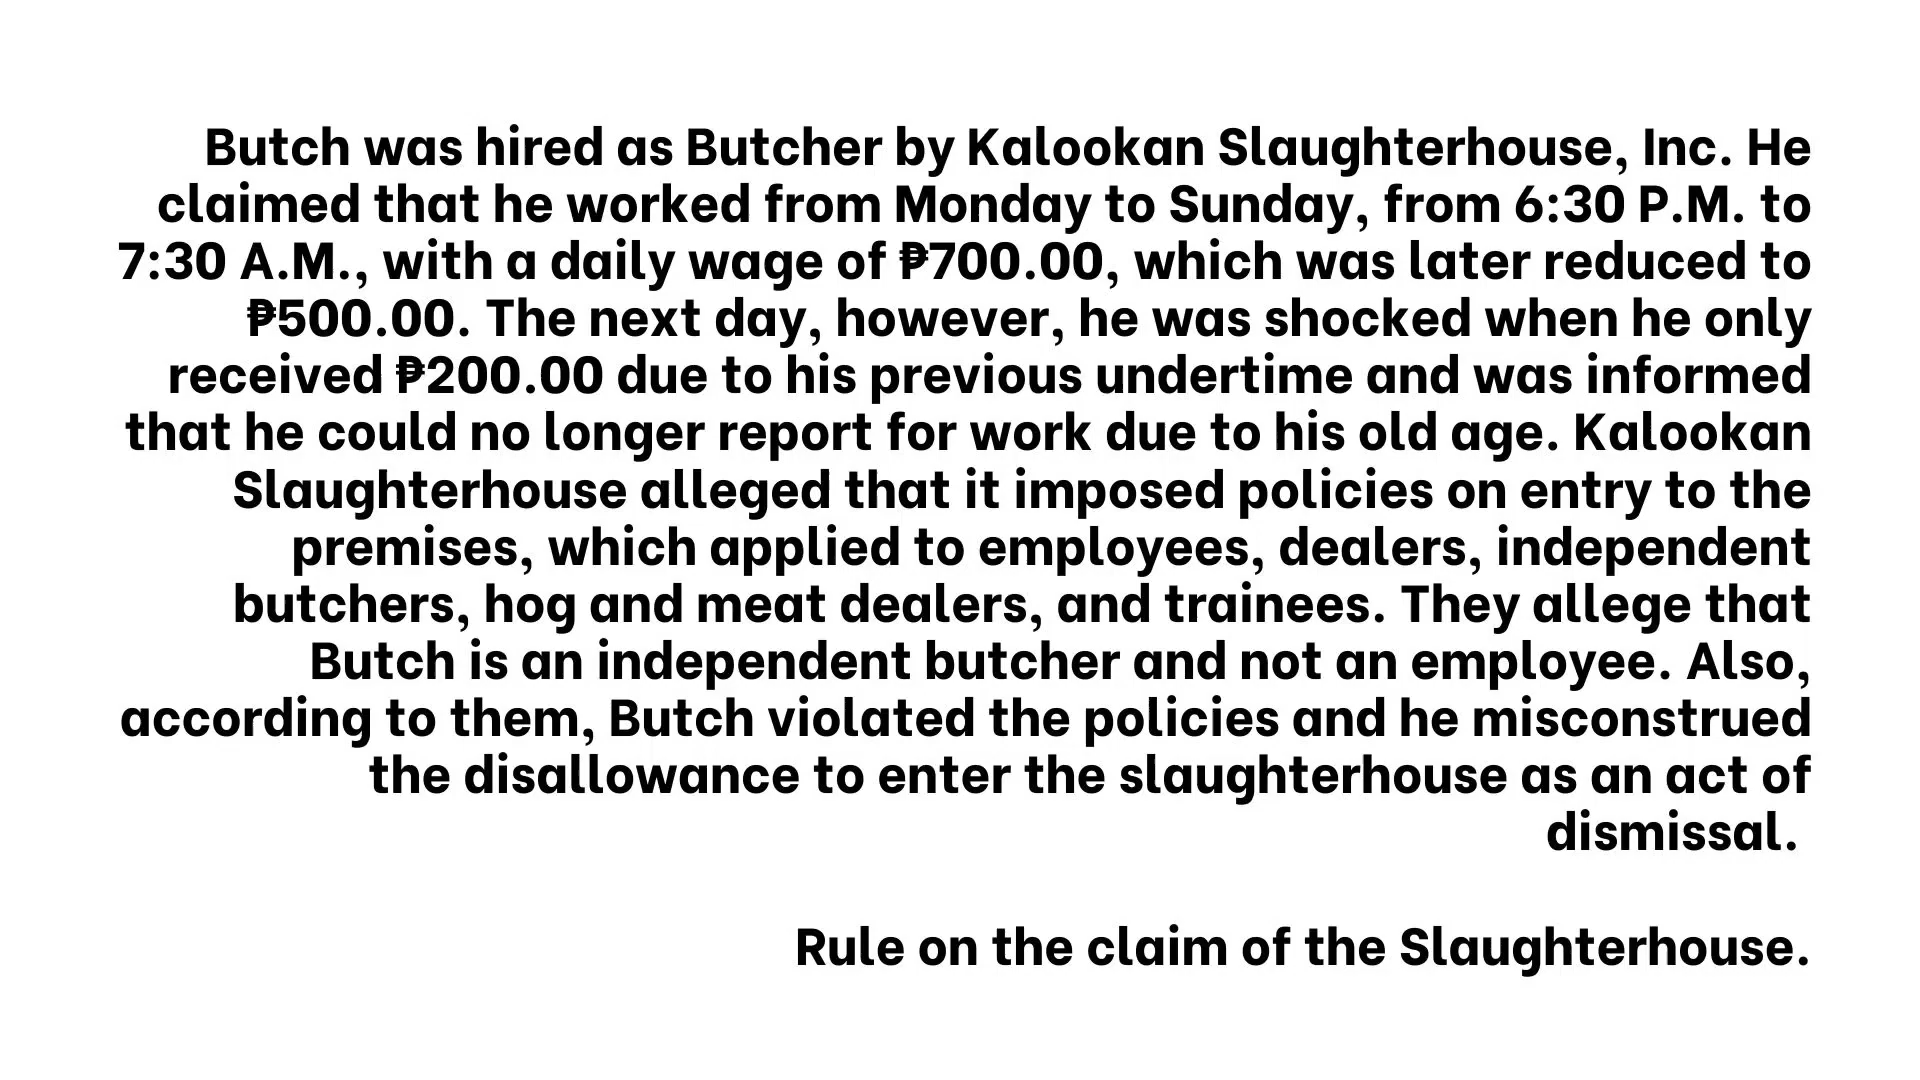 Butch was hired as Butcher by Kalookan Slaughterhouse, Inc. He
claimed that he worked from Monday to Sunday, from 6:30 P.M. to
7:30 A.M., with a daily wage of ₱700.00, which was later reduced to
₱500.00. The next day, however, he was shocked when he only
received ₱200.00 due to his previous undertime and was informed
that he could no longer report for work due to his old age. Kalookan
Slaughterhouse alleged that it imposed policies on entry to the
premises, which applied to employees, dealers, independent
butchers, hog and meat dealers, and trainees. They allege that
Butch is an independent butcher and not an employee. Also,
according to them, Butch violated the policies and he misconstrued
the disallowance to enter the slaughterhouse as an act of
dismissal.
Rule on the claim of the Slaughterhouse.